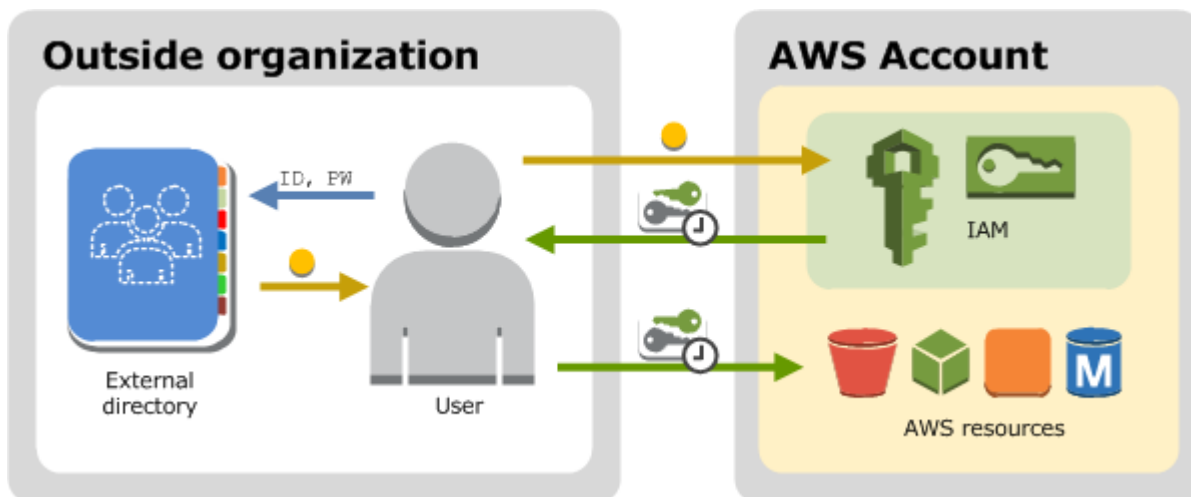 Outside organization
AWS Account
ID, PW
IAM
External
directory
User
M
AWS resources